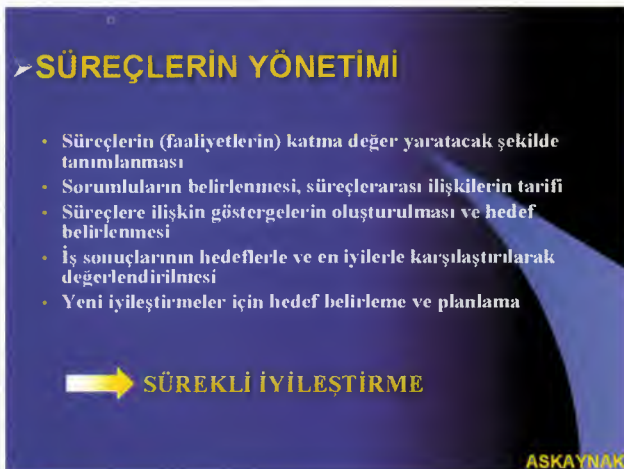 SÜREÇLERİN YÖNETİMİ
• Süreçlerin (faaliyetlerin) katma değer yaratacak şekilde
tanımlanması
• Sorumluların belirlenmesi, süreçlerarası ilişkilerin tarifi
• Süreçlere ilişkin göstergelerin oluşturulması ve hedef
belirlenmesi
• İş sonuçlarının hedeflerle ve en iyilerle karşılaştırılarak
değerlendirilmesi
• Yeni iyileştirmeler için hedef belirleme ve planlama
SÜREKLİ İYİLEŞTİRME
ASKAYNAK